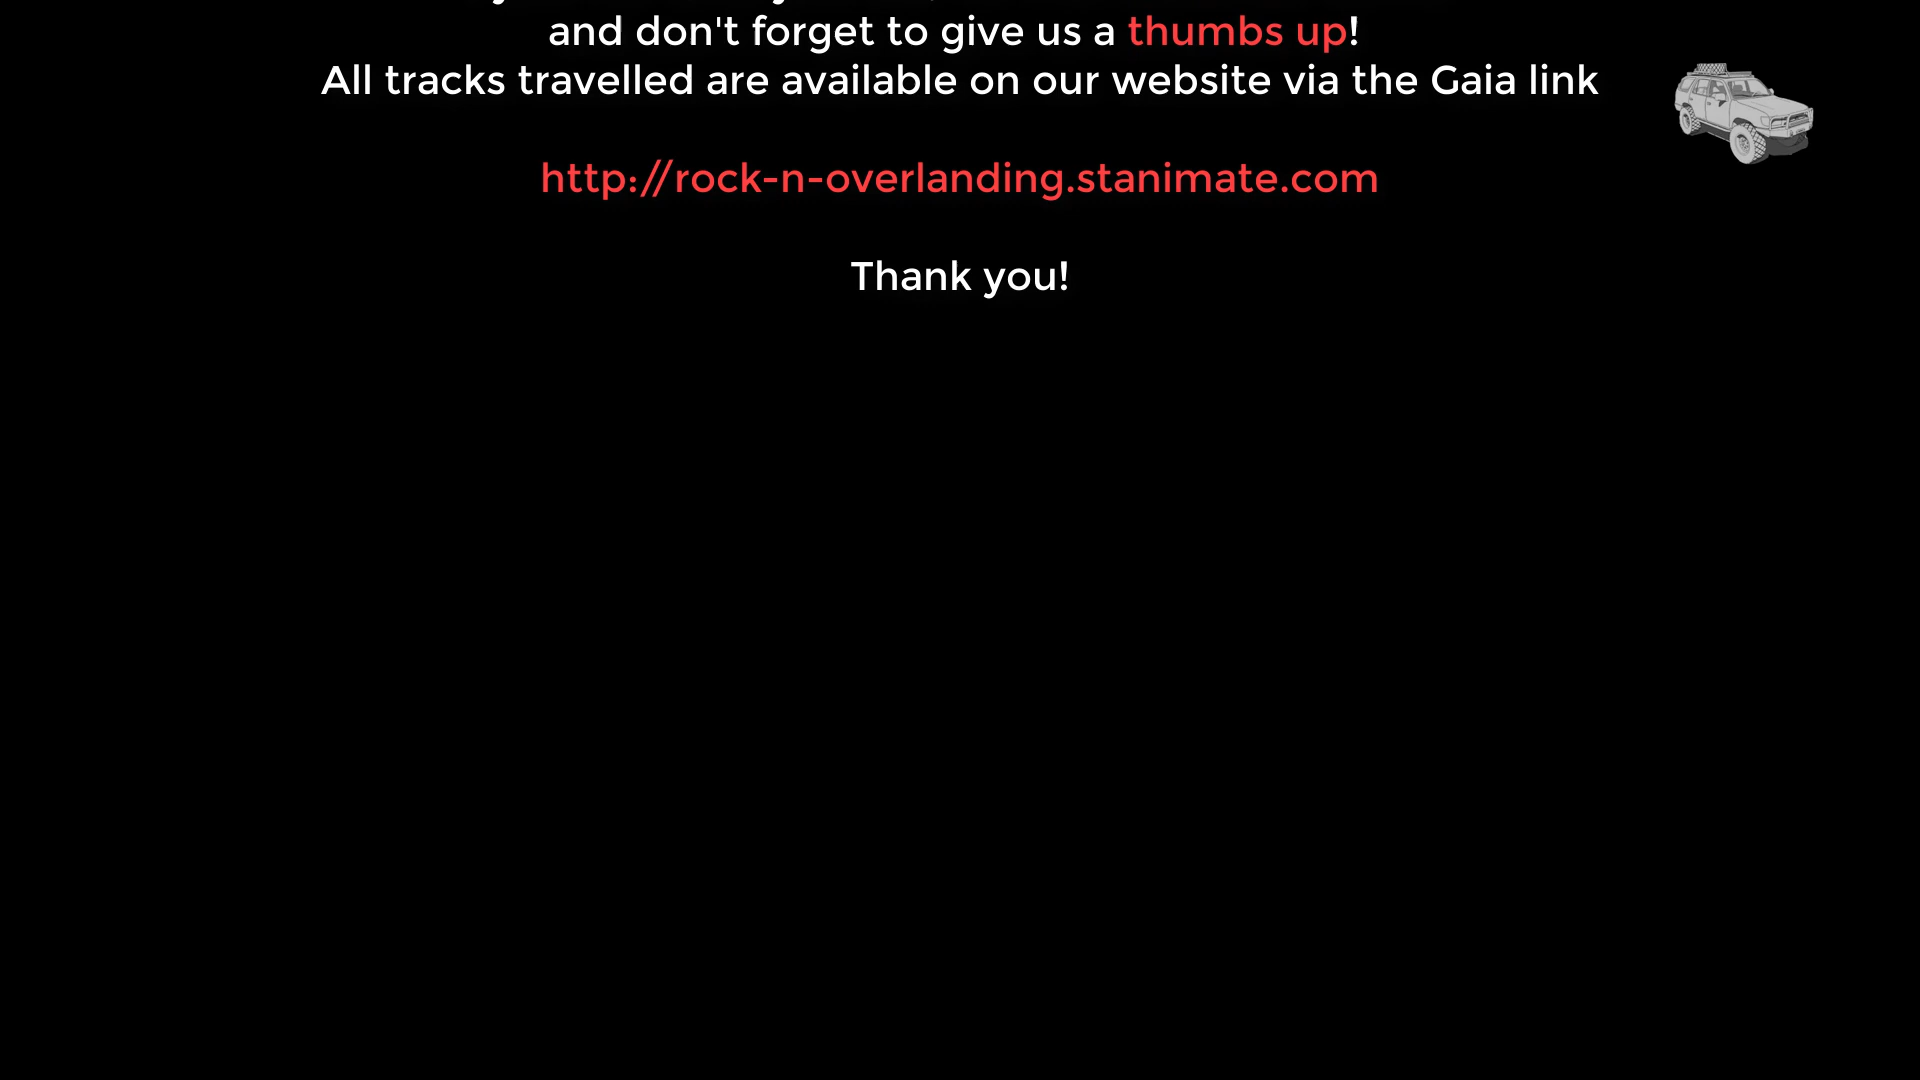 and don't forget to give us a thumbs up!
All tracks travelled are available on our website via the Gaia link
http://rock-n-overlanding.stanimate.com
Thank you!